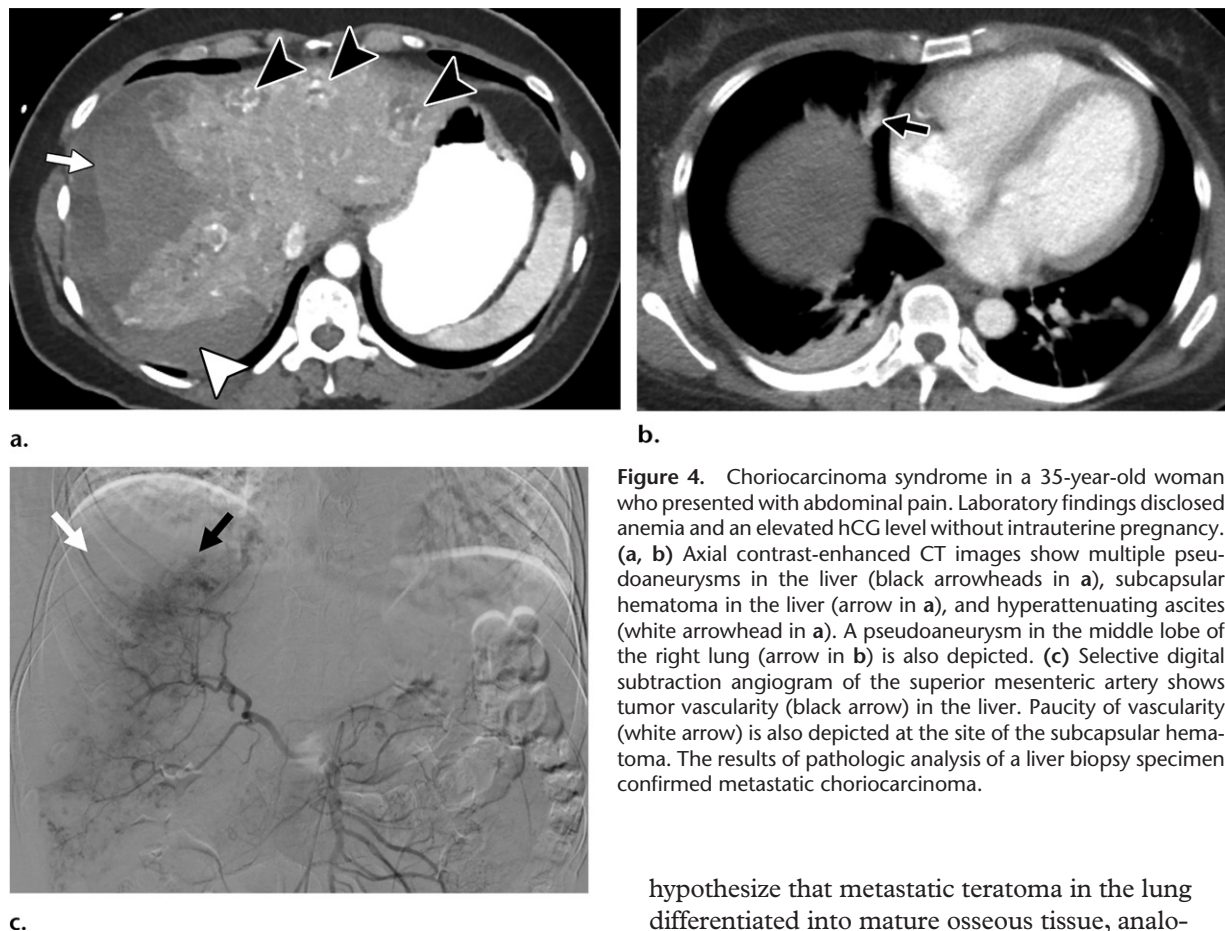 a.
b.
Figure 4. Choriocarcinoma syndrome in a 35-year-old woman
who presented with abdominal pain. Laboratory findings disclosed
anemia and an elevated hCG level without intrauterine pregnancy.
(a, b) Axial contrast-enhanced CT images show multiple pseu-
doaneurysms in the liver (black arrowheads in a), subcapsular
hematoma in the liver (arrow in a), and hyperattenuating ascites
(white arrowhead in a). A pseudoaneurysm in the middle lobe of
the right lung (arrow in b) is also depicted. (c) Selective digital
subtraction angiogram of the superior mesenteric artery shows
tumor vascularity (black arrow) in the liver. Paucity of vascularity
(white arrow) is also depicted at the site of the subcapsular hema-
toma. The results of pathologic analysis of a liver biopsy specimen
confirmed metastatic choriocarcinoma.
c.
hypothesize that metastatic teratoma in the lung
differentiated into mature osseous tissue, analo-